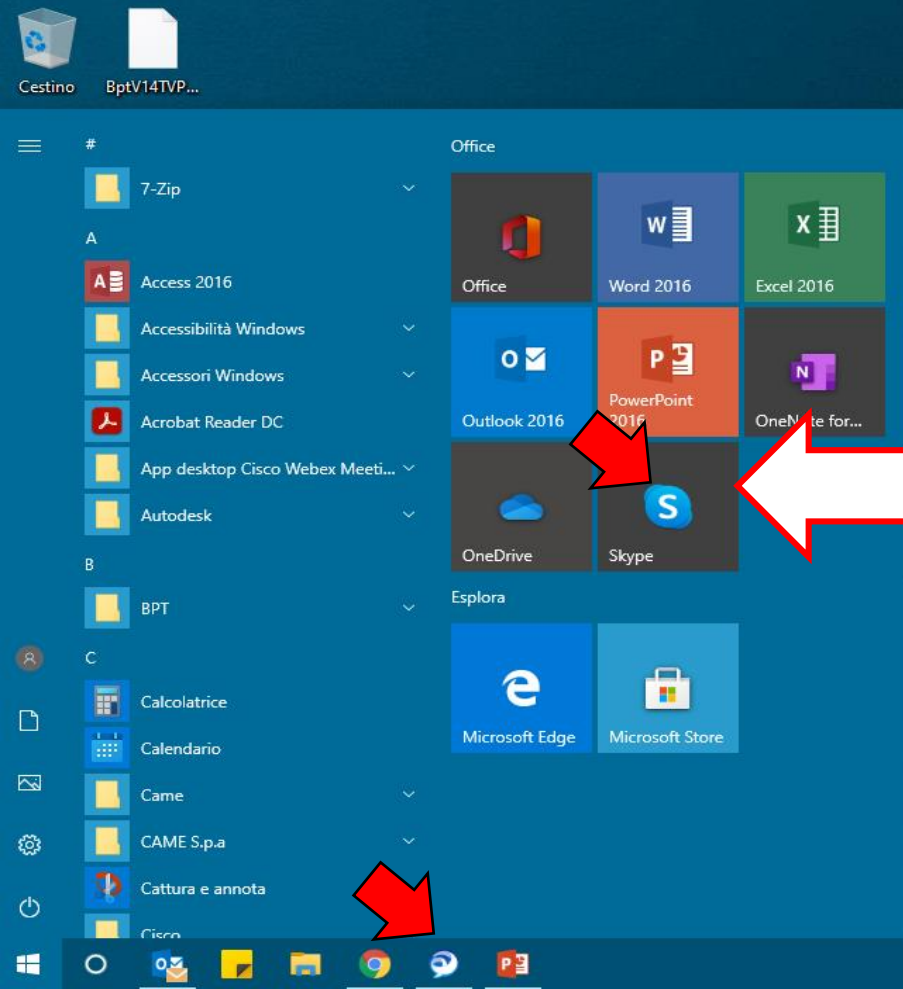 Cestino
BptV14TVP...
#
Office
7-Zip
A
Access 2016
Accessibilità Windows
Accessori Windows
Acrobat Reader DC
App desktop Cisco Webex Meeti...
Autodesk
B
BPT
C
Calcolatrice
Calendario
Came
CAME S.p.a
Cattura e annota
Cisco
Office
Word 2016
Excel 2016
Outlook 2016
PowerPoint
2016
OneNote for...
OneDrive
Skype
Esplora
Microsoft Edge
Microsoft Store